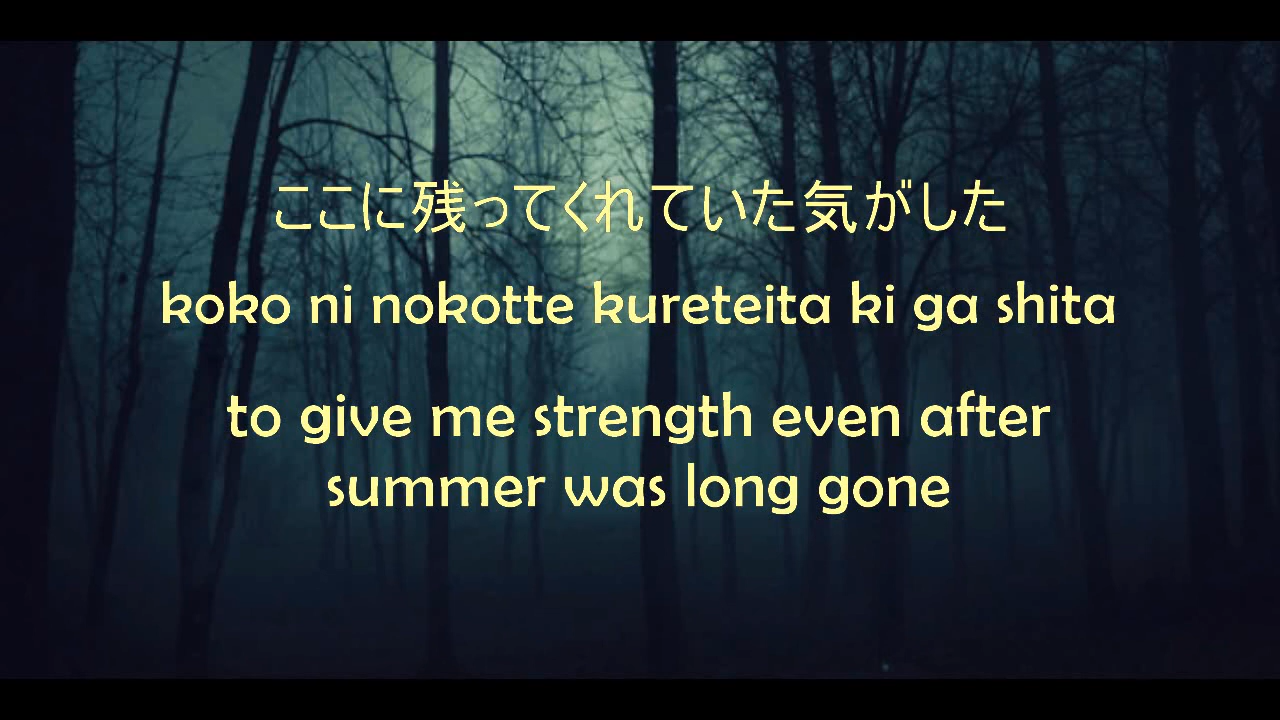 ここに残ってくれていた気がした
koko ni nokotte kureteita ki ga shita
to give me strength even after
summer was long gone